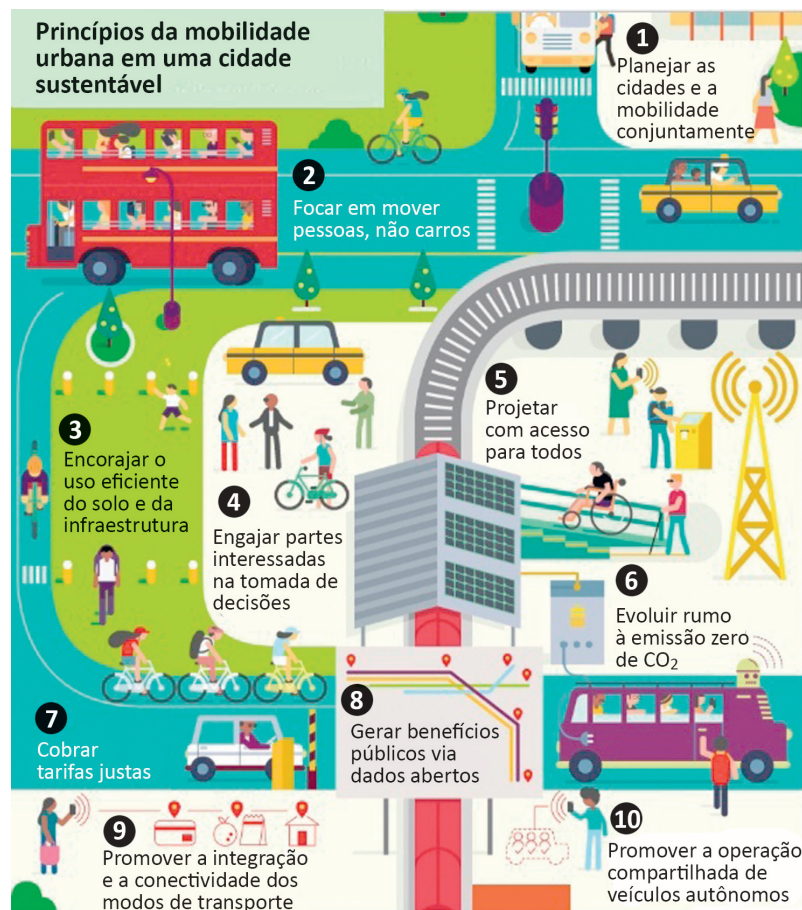 Princípios da mobilidade
urbana em uma cidade
sustentável
1
Planejar as
cidades e a
mobilidade
conjuntamente
2
Focar em mover
pessoas, não carros
3
Encorajar o
uso eficiente
do solo e da
infraestrutura
4
Engajar partes
interessadas
na tomada de
decisões
5
Projetar
com acesso
para todos
6
Evoluir rumo
à emissão zero
de CO₂
7
Cobrar
tarifas justas
8
Gerar benefícios
públicos via
dados abertos
9
Promover a integração
e a conectividade dos
modos de transporte
10
Promover a operação
compartilhada de
veículos autônomos